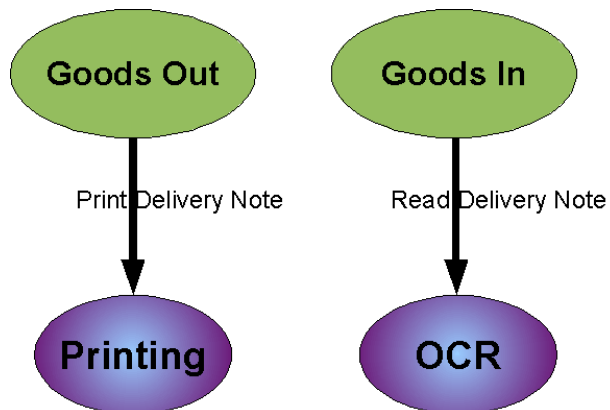 Goods Out
Goods In
Print Delivery Note
Read Delivery Note
Printing
OCR